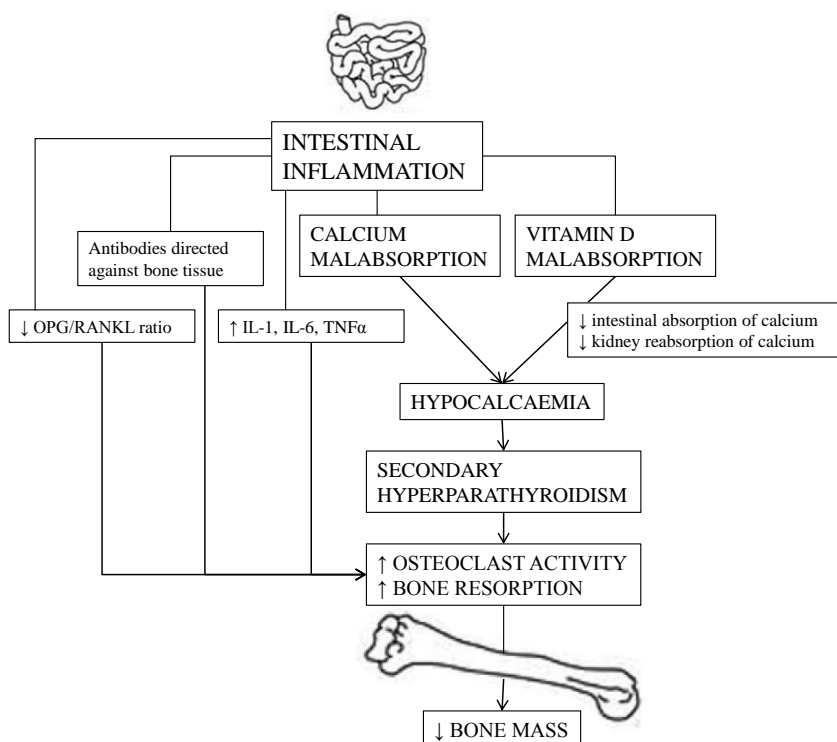 INTESTINAL
INFLAMMATION
Antibodies directed
against bone tissue
CALCIUM
MALABSORPTION
VITAMIN D
MALABSORPTION
↓ OPG/RANKL ratio
↑ IL-1, IL-6, TNFα
↓ intestinal absorption of calcium
↓ kidney reabsorption of calcium
HYPOCALCAEMIA
SECONDARY
HYPERPARATHYROIDISM
↑ OSTEOCLAST ACTIVITY
↑ BONE RESORPTION
↓ BONE MASS